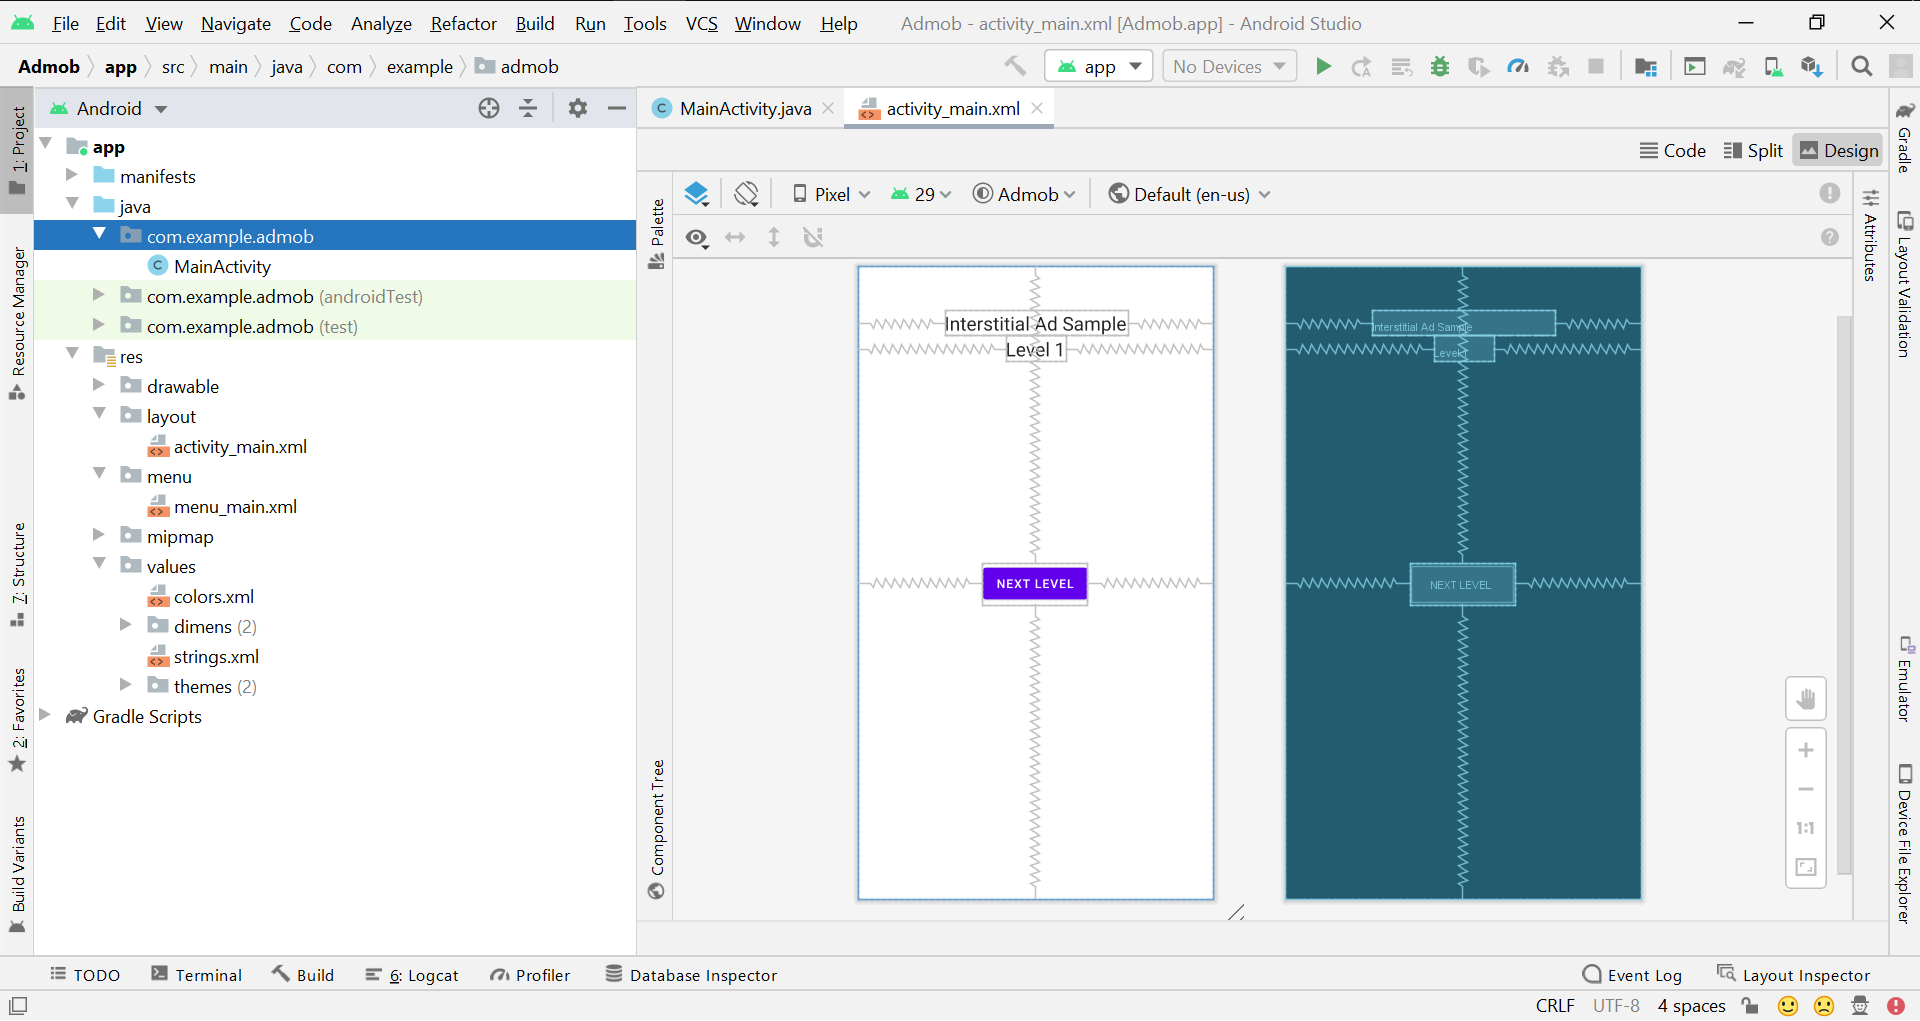 File Edit View Navigate Code Analyze Refactor Build Run Tools VCS Window Help Admob - activity_main.xml [Admob.app] - Android Studio
Admob app src main java com example admob app No Devices
Android
MainActivity.java activity_main.xml
Code Split Design
Pixel 29 Admob Default (en-us)
1: Project
Resource Manager
7: Structure
2: Favorites
Build Variants
app
manifests
java
com.example.admob
MainActivity
com.example.admob (androidTest)
com.example.admob (test)
res
drawable
layout
activity_main.xml
menu
menu_main.xml
mipmap
values
colors.xml
dimens (2)
strings.xml
themes (2)
Gradle Scripts
Palette
Component Tree
Interstitial Ad Sample
Level 1
NEXT LEVEL
Interstitial Ad Sample
Level 1
NEXT LEVEL
1:1
Attributes
Gradle
Layout Validation
Emulator
Device File Explorer
TODO Terminal Build 6: Logcat Profiler Database Inspector Event Log Layout Inspector
CRLF UTF-8 4 spaces